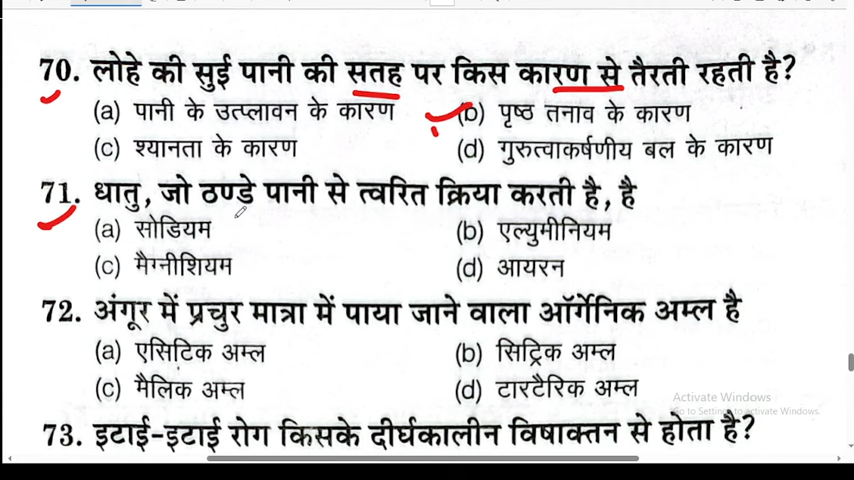 70. लोहे की सुई पानी की सतह पर किस कारण से तैरती रहती है?
(a) पानी के उत्प्लावन के कारण (b) पृष्ठ तनाव के कारण
(c) श्यानता के कारण (d) गुरुत्वाकर्षणीय बल के कारण
71. धातु, जो ठण्डे पानी से त्वरित क्रिया करती है, है
(a) सोडियम (b) एल्युमीनियम
(c) मैग्नीशियम (d) आयरन
72. अंगूर में प्रचुर मात्रा में पाया जाने वाला ऑर्गेनिक अम्ल है
(a) एसिटिक अम्ल (b) सिट्रिक अम्ल
(c) मैलिक अम्ल (d) टारटैरिक अम्ल
Activate Windows
Go to Settings to activate Windows.
73. इटाई-इटाई रोग किसके दीर्घकालीन विषाक्तन से होता है?